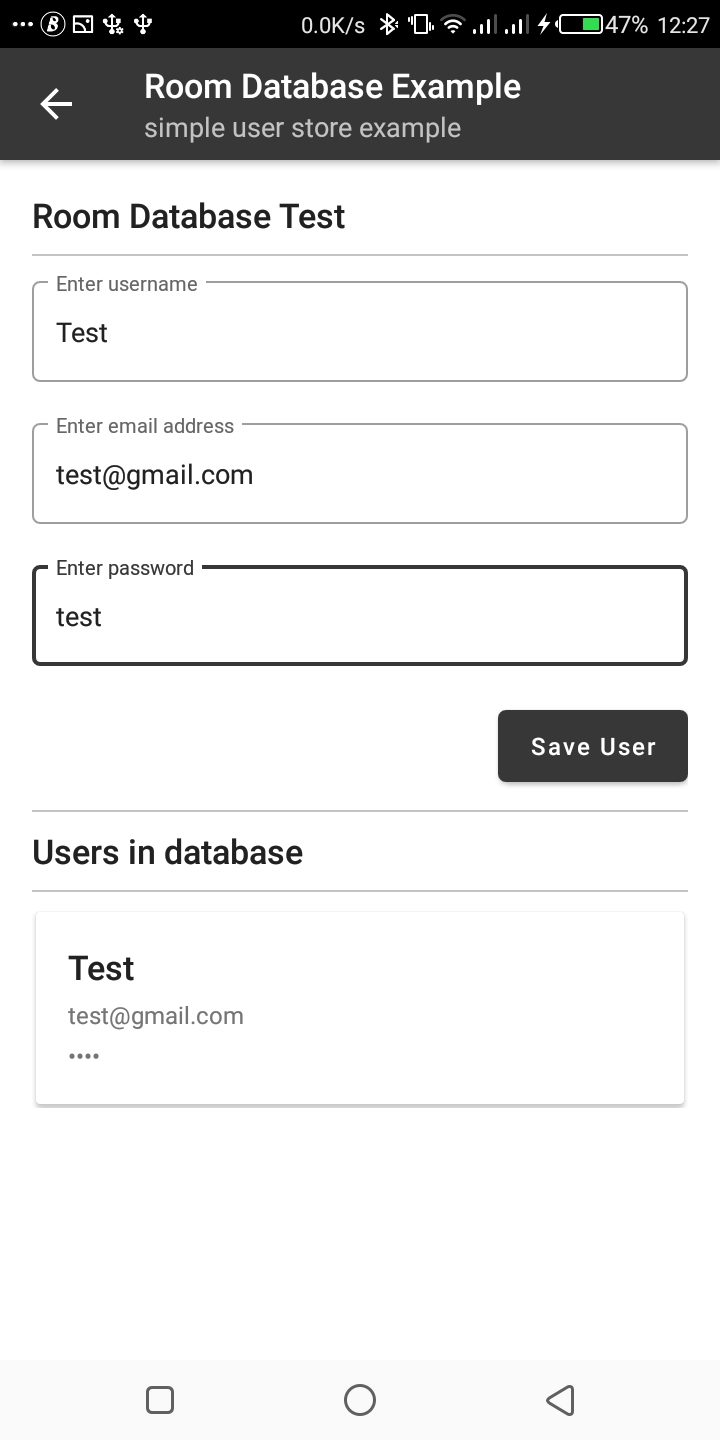 0.0K/s 47% 12:27
Room Database Example
simple user store example
Room Database Test
Enter username
Test
Enter email address
test@gmail.com
Enter password
test
Save User
Users in database
Test
test@gmail.com
••••